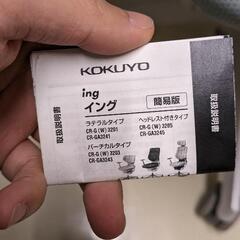 KOKUYO
ing
イング
簡易版
ラテラルタイプ
CR-G(W)3201
CR-GA3241
バーチカルタイプ
CR-G(W)3203
CR-GA3243
ヘッドレスト付きタイプ
CR-G(W)3205
CR-GA3245
取扱説明書
取扱説明書